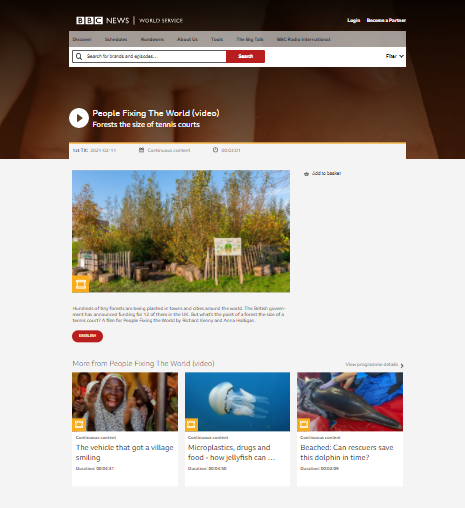 BBC NEWS | WORLD SERVICE
Login Become a Partner
Discover Schedules Rundowns About Us Tools The Big Talk BBC Radio International
Search for brands and episodes...
Search
Filter
People Fixing The World (video)
Forests the size of tennis courts
1st TX: 2021-02-11 Continuous content 00:03:01
Add to basket
Hundreds of tiny forests are being planted in towns and cities around the world. The British govern-
ment has announced funding for 12 of them in the UK. But what's the point of a forest the size of a
tennis court? A film for People Fixing The World by Richard Kenny and Anna Holligan.
ENGLISH
More from People Fixing The World (video)
View programme details
Continuous content
The vehicle that got a village
smiling
Duration: 00:04:31
Continuous content
Microplastics, drugs and
food - how jellyfish can ...
Duration: 00:04:50
Continuous content
Beached: Can rescuers save
this dolphin in time?
Duration: 00:02:09